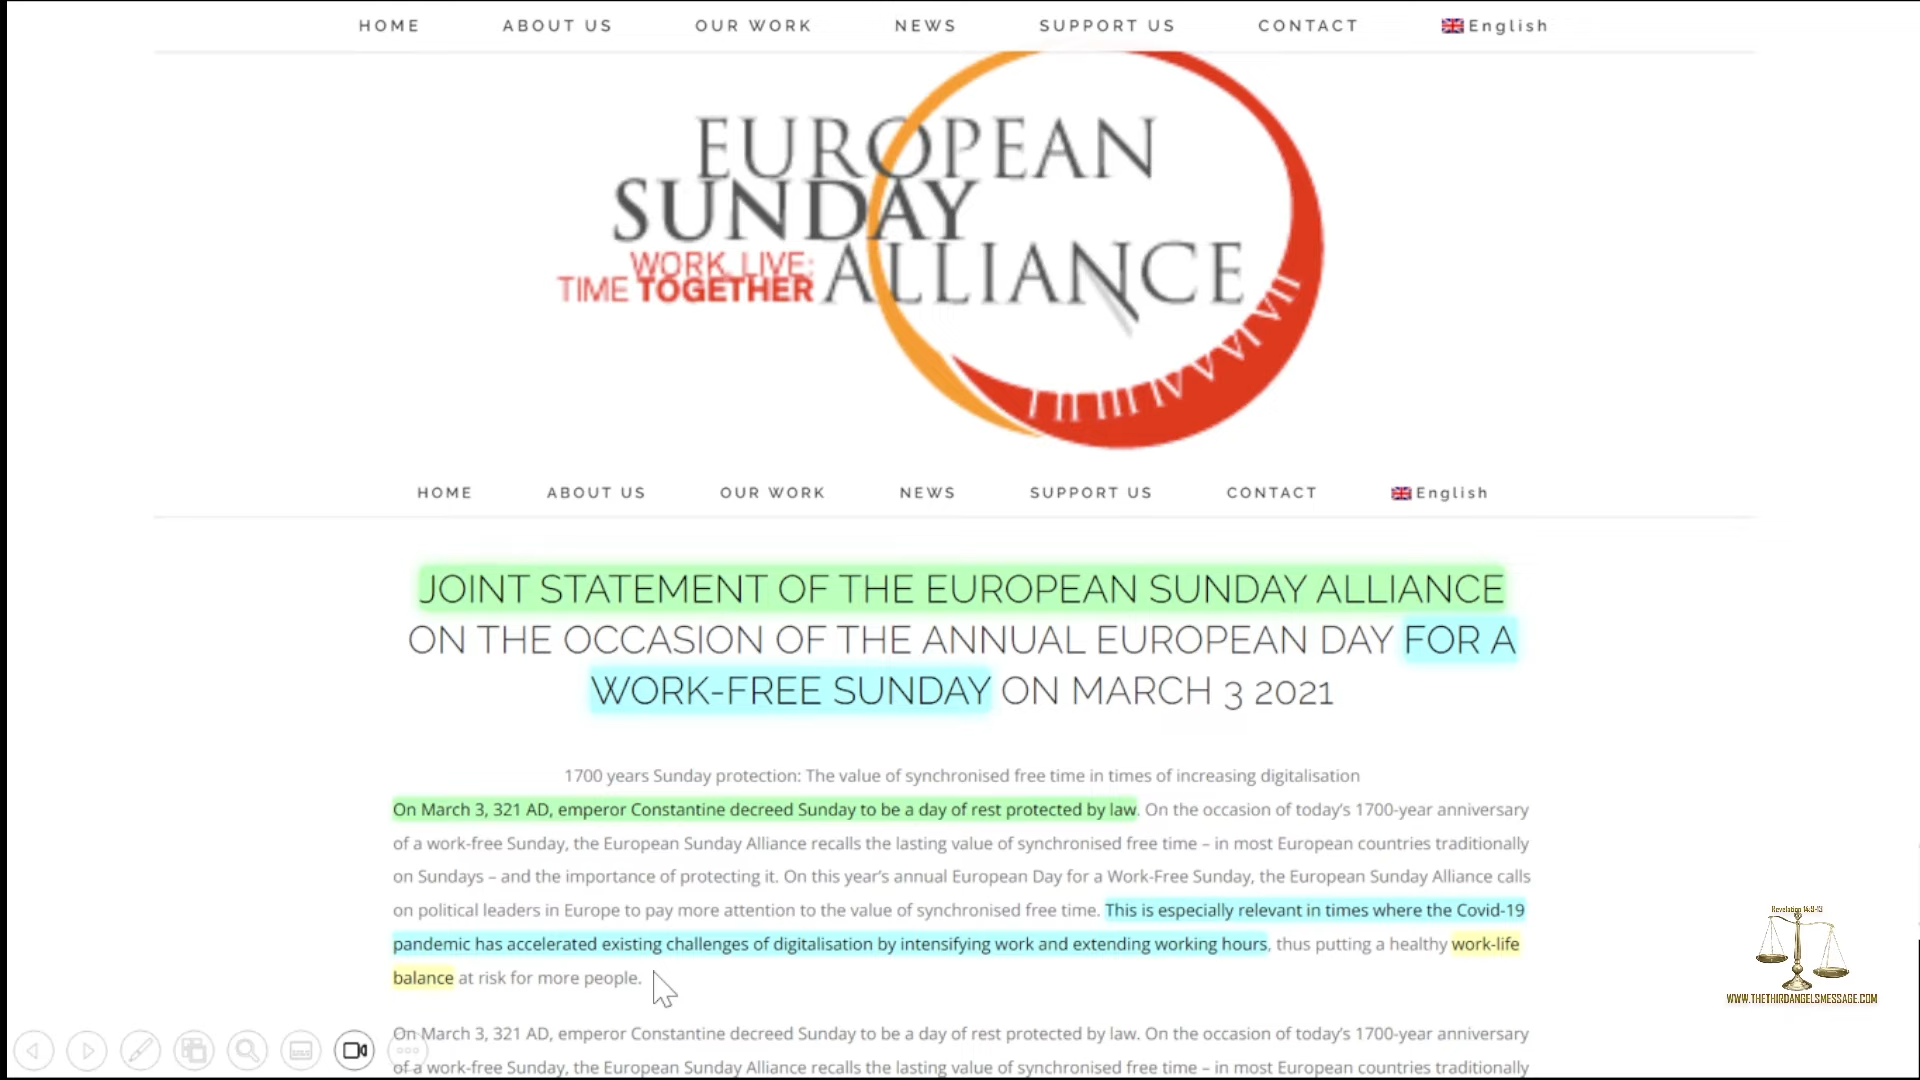 HOME ABOUT US OUR WORK NEWS SUPPORT US CONTACT English
EUROPEAN
SUNDAY
WORK, LIVE: ALLIANCE
TIME TOGETHER
I II III IV V VI VII
HOME ABOUT US OUR WORK NEWS SUPPORT US CONTACT English
JOINT STATEMENT OF THE EUROPEAN SUNDAY ALLIANCE
ON THE OCCASION OF THE ANNUAL EUROPEAN DAY FOR A
WORK-FREE SUNDAY ON MARCH 3 2021
1700 years Sunday protection: The value of synchronised free time in times of increasing digitalisation
On March 3, 321 AD, emperor Constantine decreed Sunday to be a day of rest protected by law. On the occasion of today's 1700-year anniversary
of a work-free Sunday, the European Sunday Alliance recalls the lasting value of synchronised free time – in most European countries traditionally
on Sundays – and the importance of protecting it. On this year's annual European Day for a Work-Free Sunday, the European Sunday Alliance calls
on political leaders in Europe to pay more attention to the value of synchronised free time. This is especially relevant in times where the Covid-19
pandemic has accelerated existing challenges of digitalisation by intensifying work and extending working hours, thus putting a healthy work-life
balance at risk for more people.
On March 3, 321 AD, emperor Constantine decreed Sunday to be a day of rest protected by law. On the occasion of today's 1700-year anniversary
of a work-free Sunday, the European Sunday Alliance recalls the lasting value of synchronised free time – in most European countries traditionally
WWW.THETHIRDANGELSMESSAGE.COM